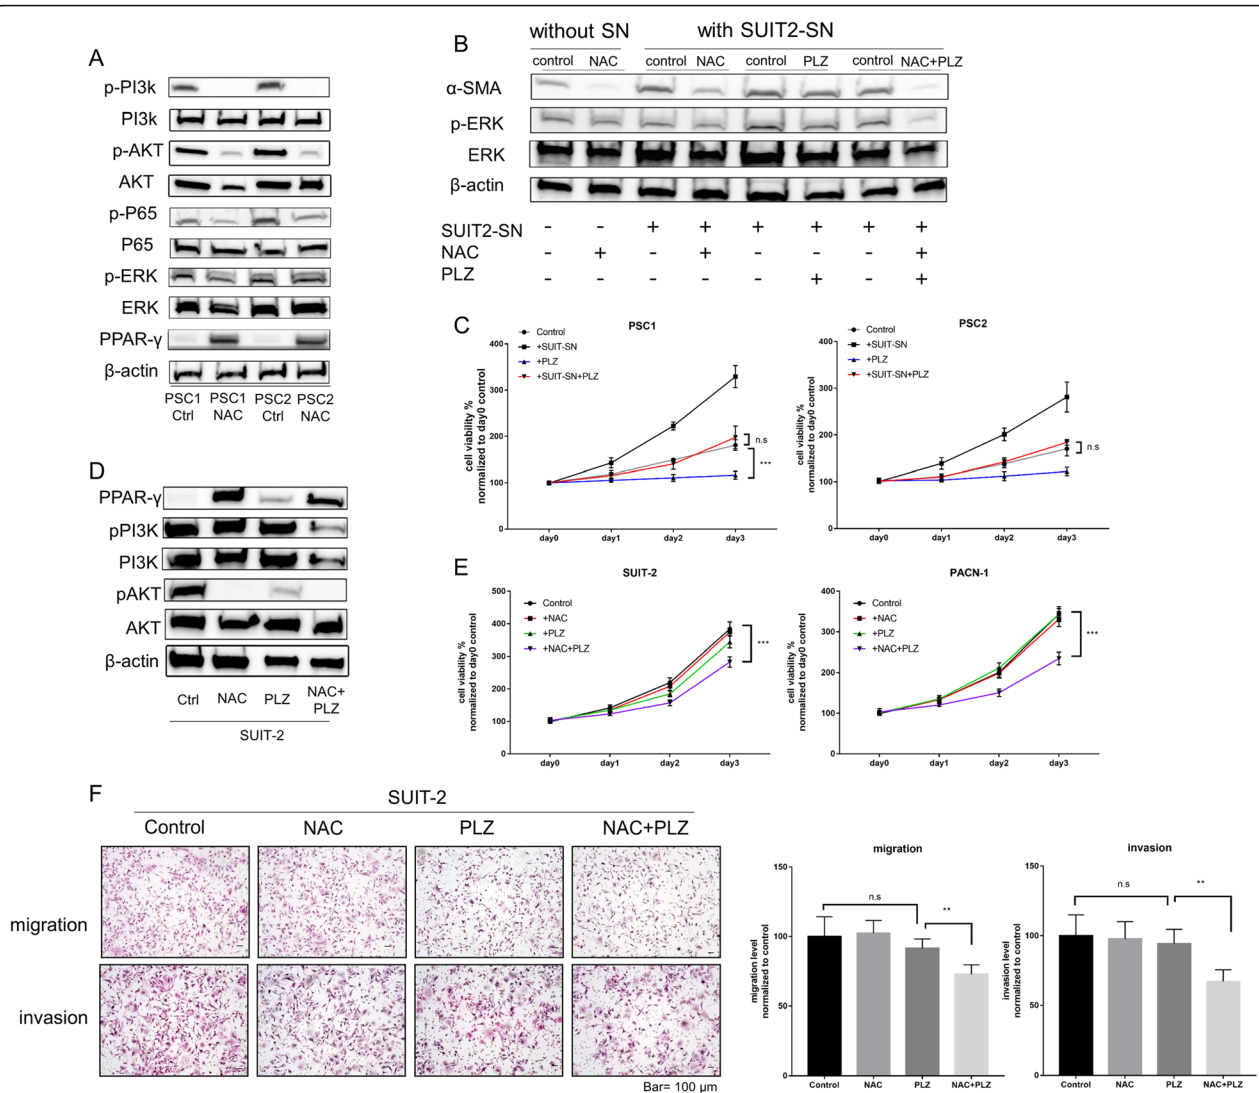 A
p-PI3k
PI3k
p-AKT
AKT
p-P65
P65
p-ERK
ERK
PPAR-γ
β-actin
PSC1 PSC1 PSC2 PSC2
Ctrl NAC Ctrl NAC
B
without SN with SUIT2-SN
control NAC control NAC control PLZ control NAC+PLZ
α-SMA
p-ERK
ERK
β-actin
SUIT2-SN - - + + + + + +
NAC - + - + - - - +
PLZ - - - - - + - +
C
PSC1
Control
+SUIT-SN
+PLZ
+SUIT-SN+PLZ
cell viability %
normalized to day0 control
400
300
200
100
0
n.s
***
day0 day1 day2 day3
PSC2
Control
+SUIT-SN
+PLZ
+SUIT-SN+PLZ
cell viability %
normalized to day0 control
400
300
200
100
0
n.s
day0 day1 day2 day3
D
PPAR-γ
pPI3K
PI3K
pAKT
AKT
β-actin
Ctrl NAC PLZ NAC+
PLZ
SUIT-2
E
SUIT-2
Control
+NAC
+PLZ
+NAC+PLZ
cell viability %
normalized to day0 control
500
400
300
200
100
0
***
day0 day1 day2 day3
PACN-1
Control
+NAC
+PLZ
+NAC+PLZ
cell viability %
normalized to day0 control
400
300
200
100
0
***
day0 day1 day2 day3
F
SUIT-2
Control NAC PLZ NAC+PLZ
migration
invasion
Bar= 100 μm
migration
migration level
normalized to control
150
100
50
0
n.s
**
Control NAC PLZ NAC+PLZ
invasion
invasion level
normalized to control
150
100
50
0
n.s
**
Control NAC PLZ NAC+PLZ